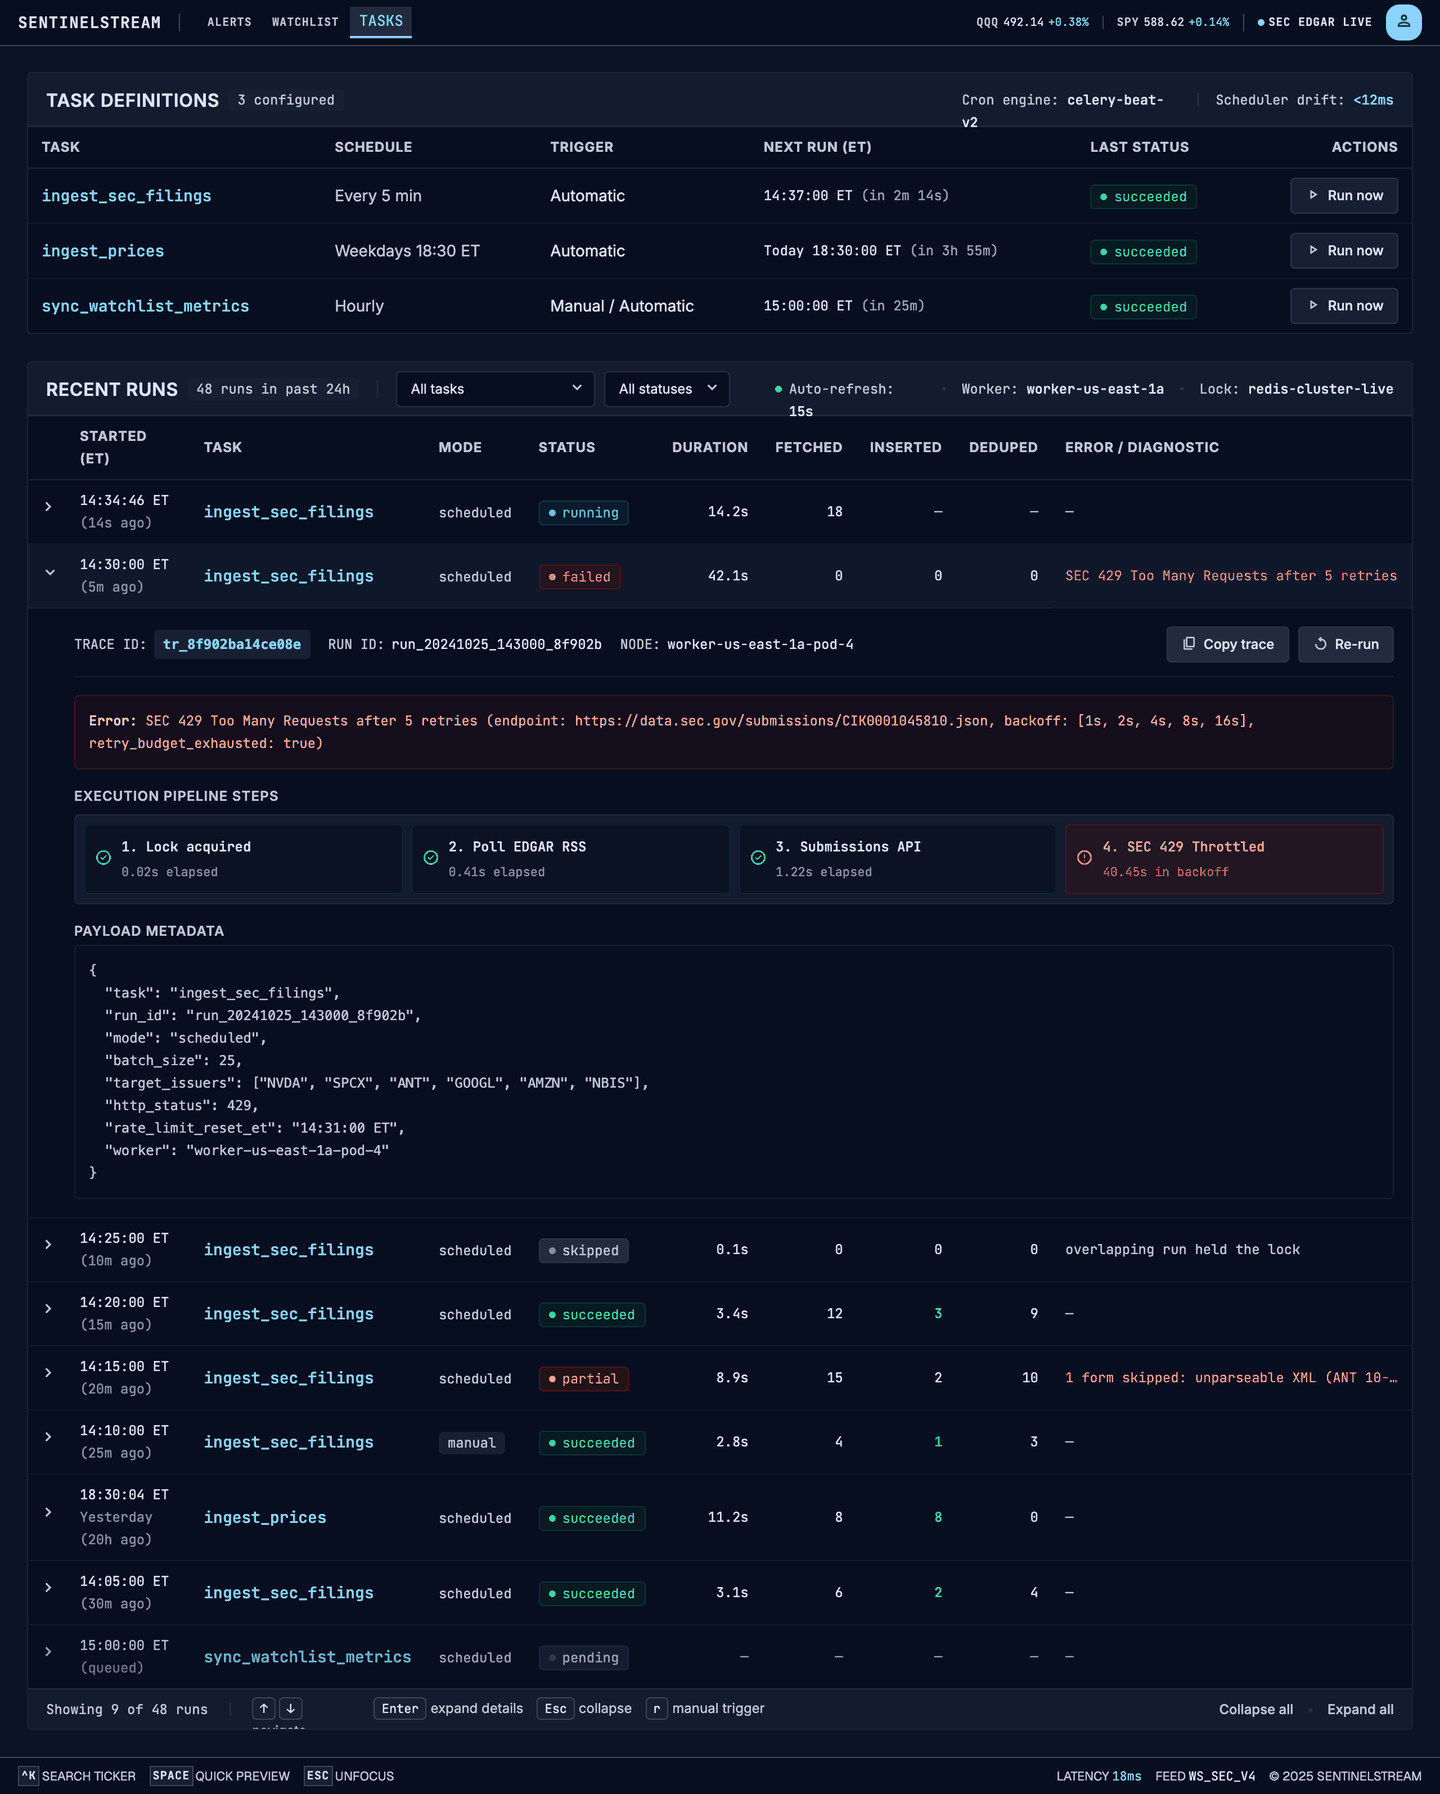 SENTINELSTREAM ALERTS WATCHLIST TASKS QQQ 492.14 +0.38% SPY 588.62 +0.14% SEC EDGAR LIVE
TASK DEFINITIONS 3 configured Cron engine: celery-beat-v2 Scheduler drift: <12ms
TASK SCHEDULE TRIGGER NEXT RUN (ET) LAST STATUS ACTIONS
ingest_sec_filings Every 5 min Automatic 14:37:00 ET (in 2m 14s) succeeded Run now
ingest_prices Weekdays 18:30 ET Automatic Today 18:30:00 ET (in 3h 55m) succeeded Run now
sync_watchlist_metrics Hourly Manual / Automatic 15:00:00 ET (in 25m) succeeded Run now
RECENT RUNS 48 runs in past 24h All tasks All statuses Auto-refresh: 15s Worker: worker-us-east-1a Lock: redis-cluster-live
STARTED (ET) TASK MODE STATUS DURATION FETCHED INSERTED DEDUPED ERROR / DIAGNOSTIC
14:34:46 ET (14s ago) ingest_sec_filings scheduled running 14.2s 18 — — —
14:30:00 ET (5m ago) ingest_sec_filings scheduled failed 42.1s 0 0 0 SEC 429 Too Many Requests after 5 retries
TRACE ID: tr_8f902ba14ce08e RUN ID: run_20241025_143000_8f902b NODE: worker-us-east-1a-pod-4 Copy trace Re-run
Error: SEC 429 Too Many Requests after 5 retries (endpoint: https://data.sec.gov/submissions/CIK0001045810.json, backoff: [1s, 2s, 4s, 8s, 16s],
retry_budget_exhausted: true)
EXECUTION PIPELINE STEPS
1. Lock acquired 2. Poll EDGAR RSS 3. Submissions API 4. SEC 429 Throttled
0.02s elapsed 0.41s elapsed 1.22s elapsed 40.45s in backoff
PAYLOAD METADATA
{
"task": "ingest_sec_filings",
"run_id": "run_20241025_143000_8f902b",
"mode": "scheduled",
"batch_size": 25,
"target_issuers": ["NVDA", "SPCX", "ANT", "GOOGL", "AMZN", "NBIS"],
"http_status": 429,
"rate_limit_reset_et": "14:31:00 ET",
"worker": "worker-us-east-1a-pod-4"
}
14:25:00 ET (10m ago) ingest_sec_filings scheduled skipped 0.1s 0 0 0 overlapping run held the lock
14:20:00 ET (15m ago) ingest_sec_filings scheduled succeeded 3.4s 12 3 9 —
14:15:00 ET (20m ago) ingest_sec_filings scheduled partial 8.9s 15 2 10 1 form skipped: unparseable XML (ANT 10-…
14:10:00 ET (25m ago) ingest_sec_filings manual succeeded 2.8s 4 1 3 —
18:30:04 ET Yesterday (20h ago) ingest_prices scheduled succeeded 11.2s 8 8 0 —
14:05:00 ET (30m ago) ingest_sec_filings scheduled succeeded 3.1s 6 2 4 —
15:00:00 ET (queued) sync_watchlist_metrics scheduled pending — — — — —
Showing 9 of 48 runs ↑ ↓ navigate Enter expand details Esc collapse r manual trigger Collapse all Expand all
^K SEARCH TICKER SPACE QUICK PREVIEW ESC UNFOCUS LATENCY 18ms FEED WS_SEC_V4 © 2025 SENTINELSTREAM